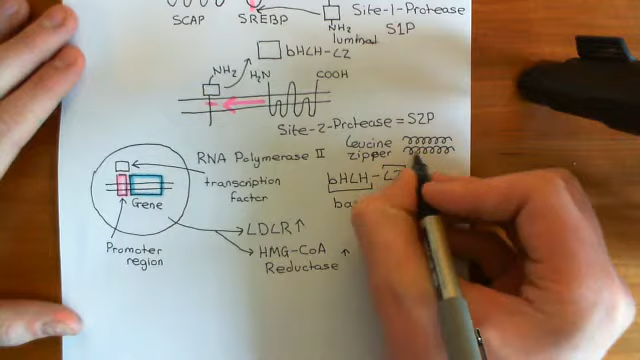 SCAP
SREBP
Site-1-Protease
S1P
NH2
luminal
bHLH-LZ
NH2
H2N
COOH
Site-2-Protease = S2P
RNA Polymerase II
Leucine
zipper
transcription
factor
bHLH-LZ
Gene
LDLR↑
Promoter
region
HMG-CoA ↑
Reductase